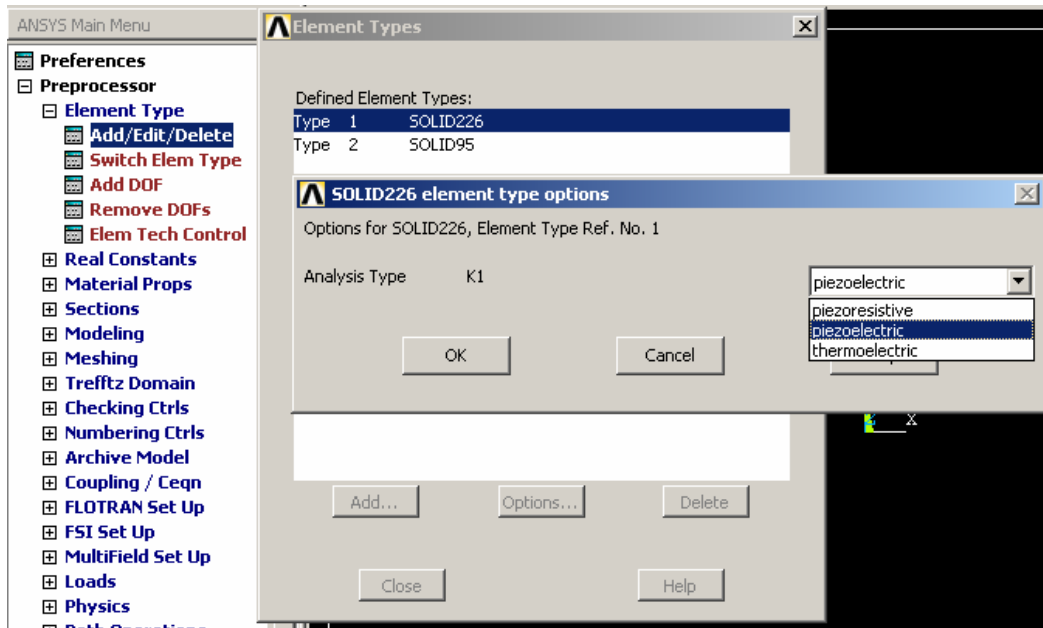 ANSYS Main Menu
Preferences
Preprocessor
Element Type
Add/Edit/Delete
Switch Elem Type
Add DOF
Remove DOFs
Elem Tech Control
Real Constants
Material Props
Sections
Modeling
Meshing
Trefftz Domain
Checking Ctrls
Numbering Ctrls
Archive Model
Coupling / Ceqn
FLOTRAN Set Up
FSI Set Up
MultiField Set Up
Loads
Physics
Element Types
Defined Element Types:
Type 1 SOLID226
Type 2 SOLID95
SOLID226 element type options
Options for SOLID226, Element Type Ref. No. 1
Analysis Type K1 piezoelectric
piezoresistive
piezoelectric
thermoelectric
OK Cancel
X
Add... Options... Delete
Close Help